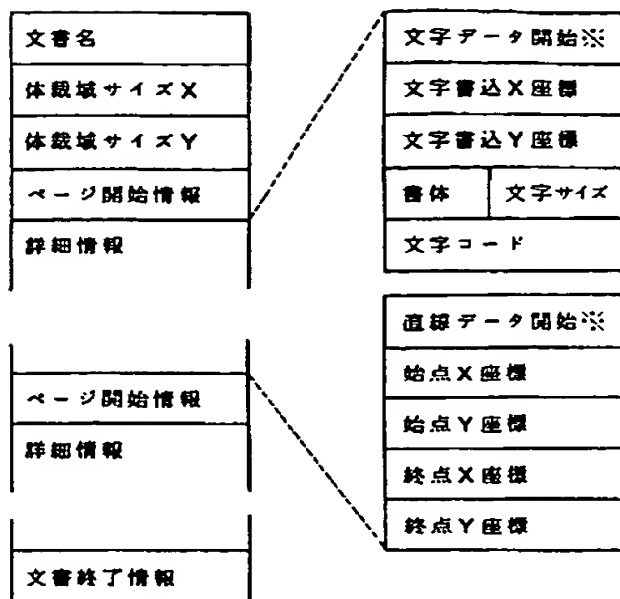 文書名
体裁域サイズX
体裁域サイズY
ページ開始情報
詳細情報
ページ開始情報
詳細情報
文書終了情報
文字データ開始※
文字書込X座標
文字書込Y座標
書体 文字サイズ
文字コード
直線データ開始※
始点X座標
始点Y座標
終点X座標
終点Y座標